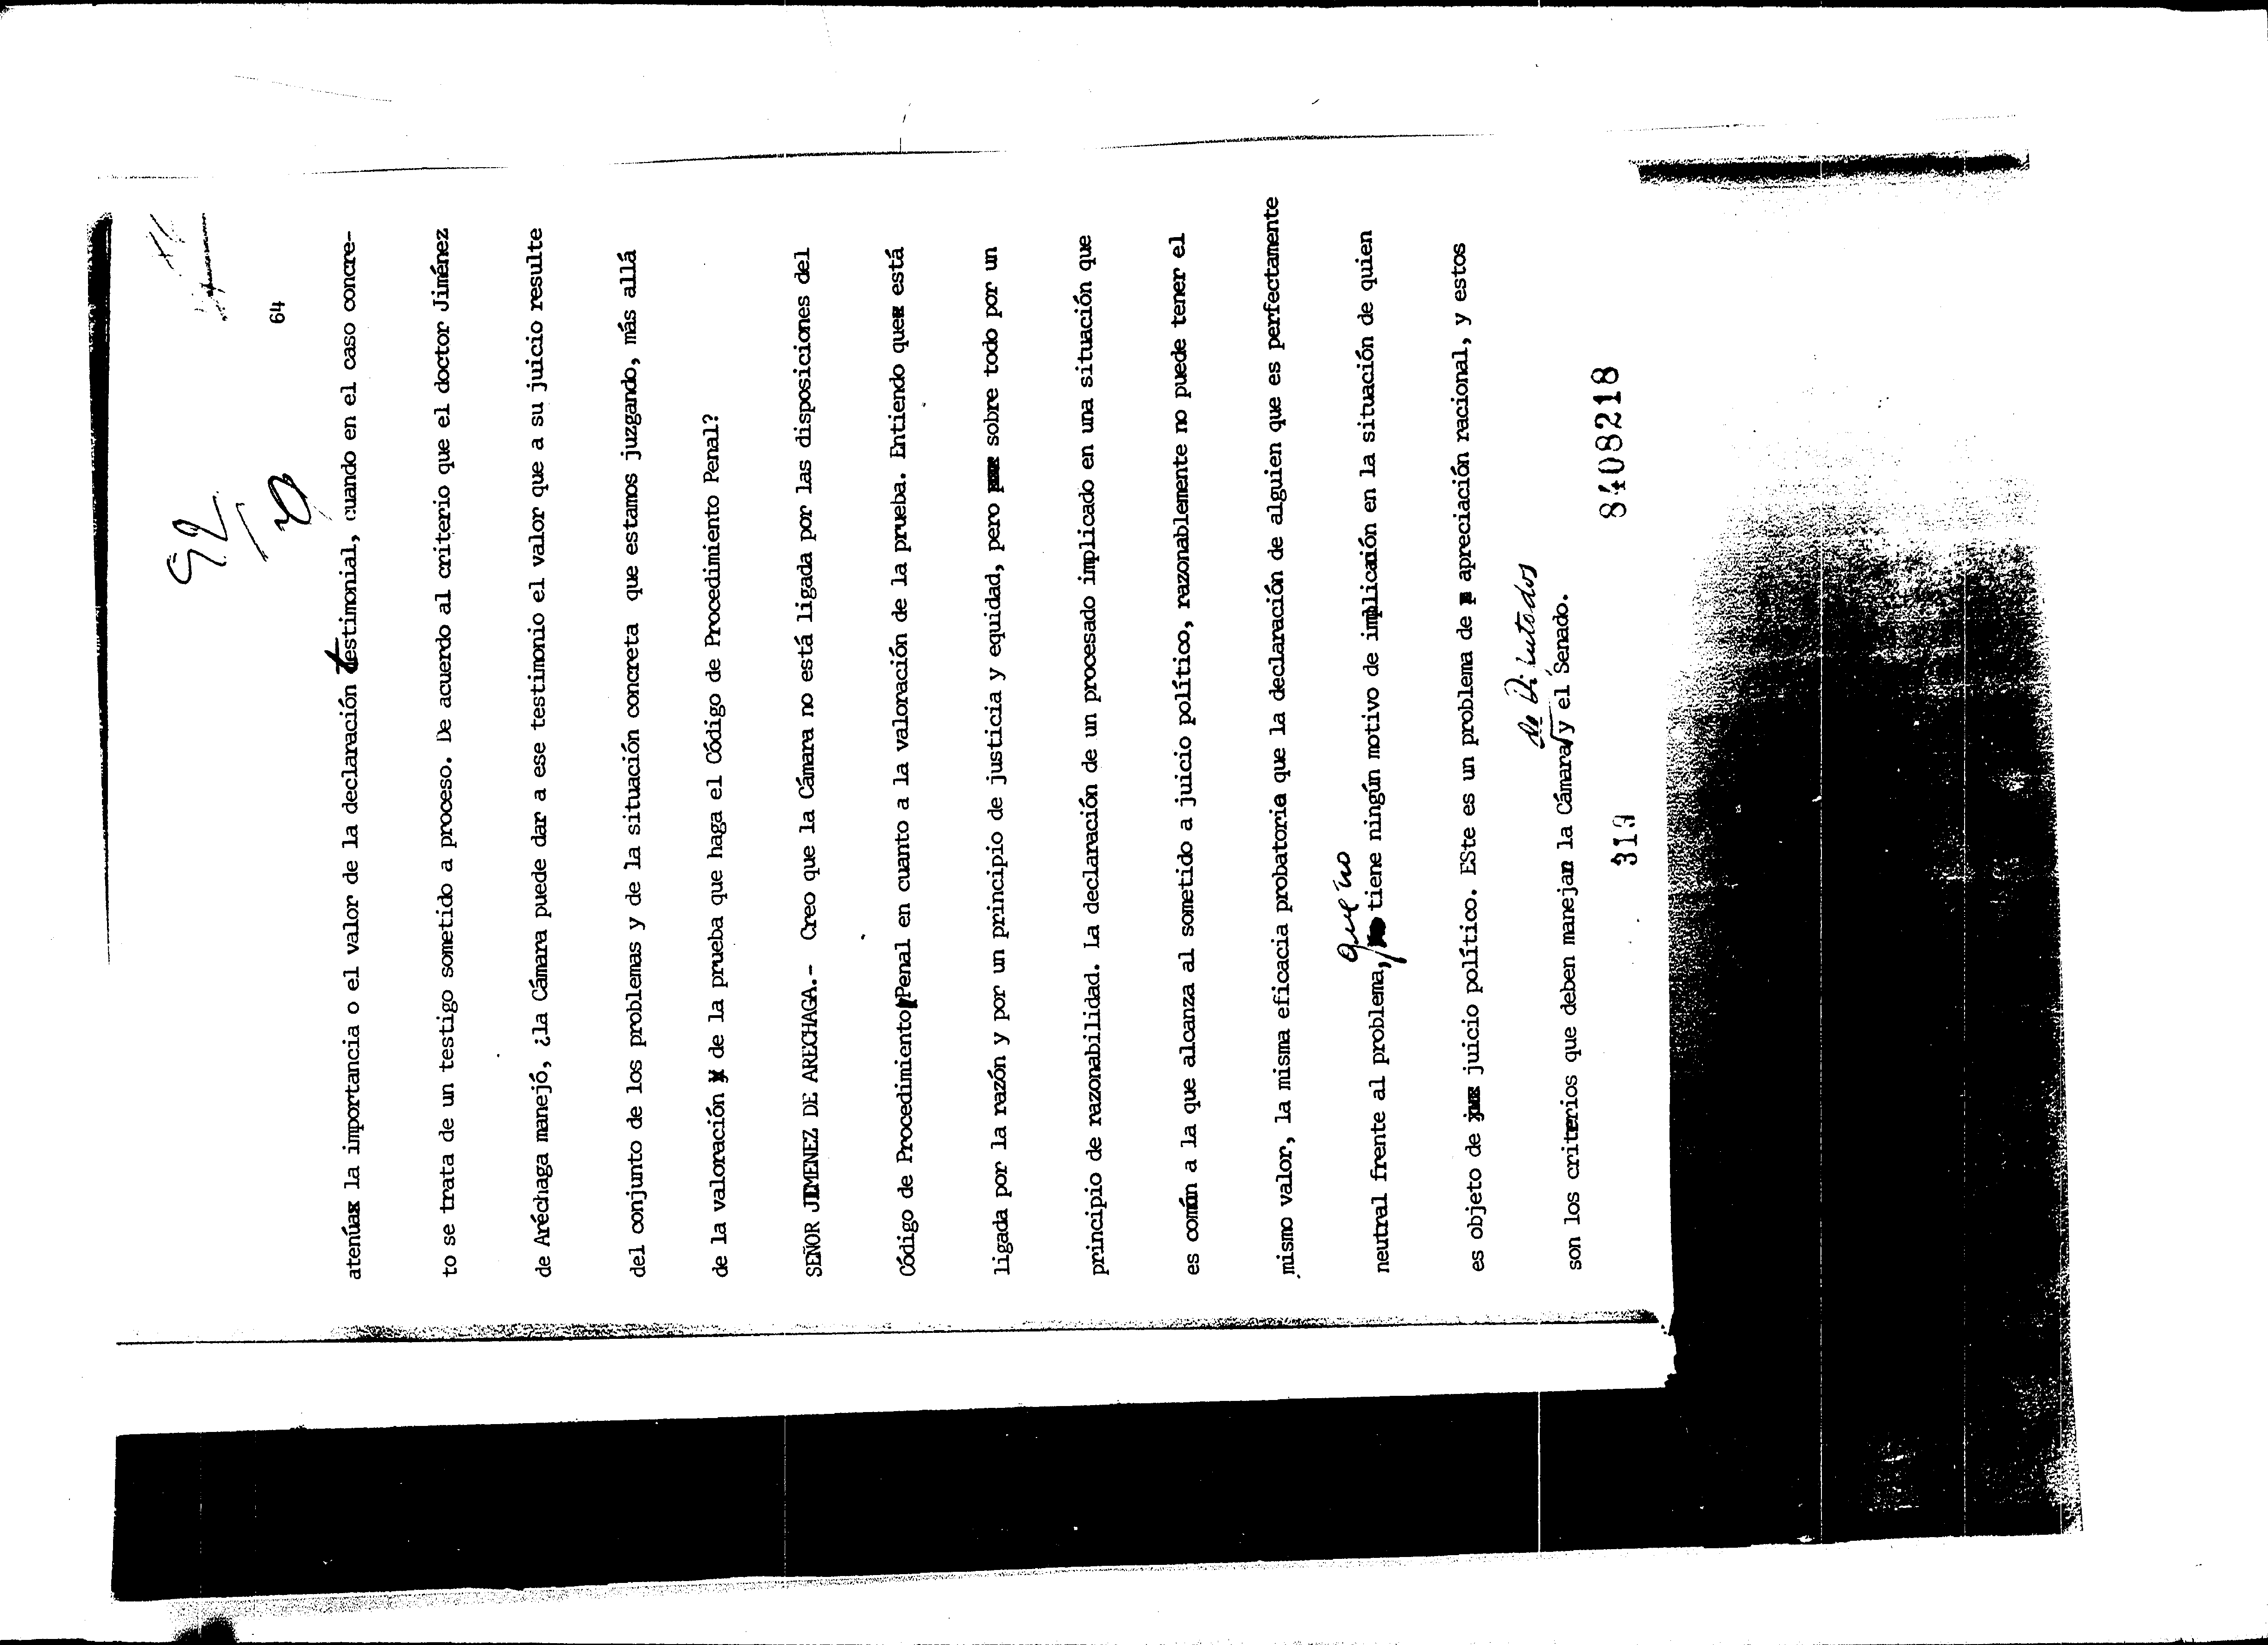 92
64
atenúax la importancia o el valor de la declaración testimonial, cuando en el caso concre-
to se trata de un testigo sometido a proceso. De acuerdo al criterio que el doctor Jiménez
de Aréchaga manejó, ¿la Cámara puede dar a ese testimonio el valor que a su juicio resulte
del conjunto de los problemas y de la situación concreta que estamos juzgando, más allá
de la valoración de la prueba que haga el Código de Procedimiento Penal?
SEÑOR JIMENEZ DE ARECHAGA.- Creo que la Cámara no está ligada por las disposiciones del
Código de Procedimiento Penal en cuanto a la valoración de la prueba. Entiendo quex está
ligada por la razón y por un principio de justicia y equidad, pero sobre todo por un
principio de razonabilidad. La declaración de un procesado implicado en una situación que
es común a la que alcanza al sometido a juicio político, razonablemente no puede tener el
mismo valor, la misma eficacia probatoria que la declaración de alguien que es perfectamente
que no
neutral frente al problema, tiene ningún motivo de implicación en la situación de quien
es objeto de juicio político. ESte es un problema de apreciación racional, y estos
de Diputados
son los criterios que deben manejan la Cámara y el Senado.
319 8408218